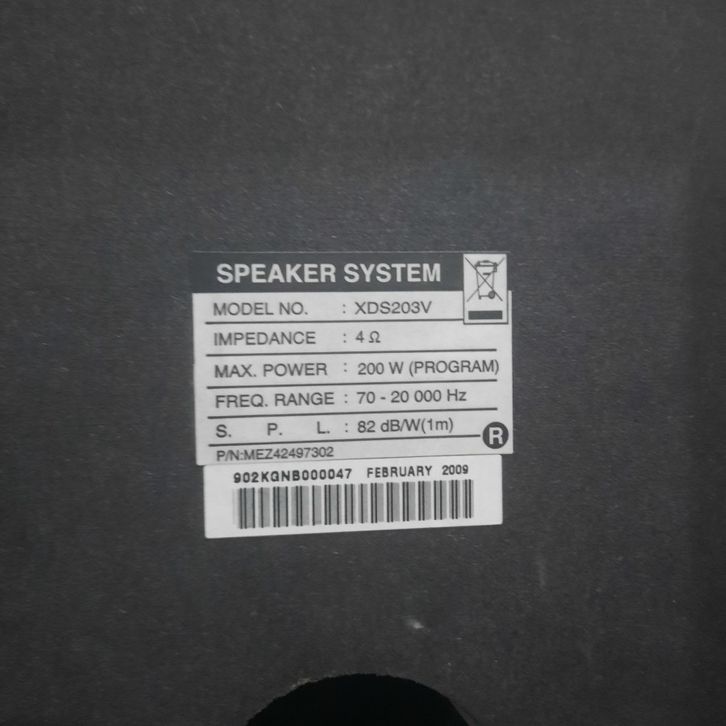 SPEAKER SYSTEM
MODEL NO. : XDS203V
IMPEDANCE : 4 Ω
MAX. POWER : 200 W (PROGRAM)
FREQ. RANGE : 70 - 20 000 Hz
S. P. L. : 82 dB/W(1m)
R
P/N:MEZ42497302
902KGNB000047 FEBRUARY 2009